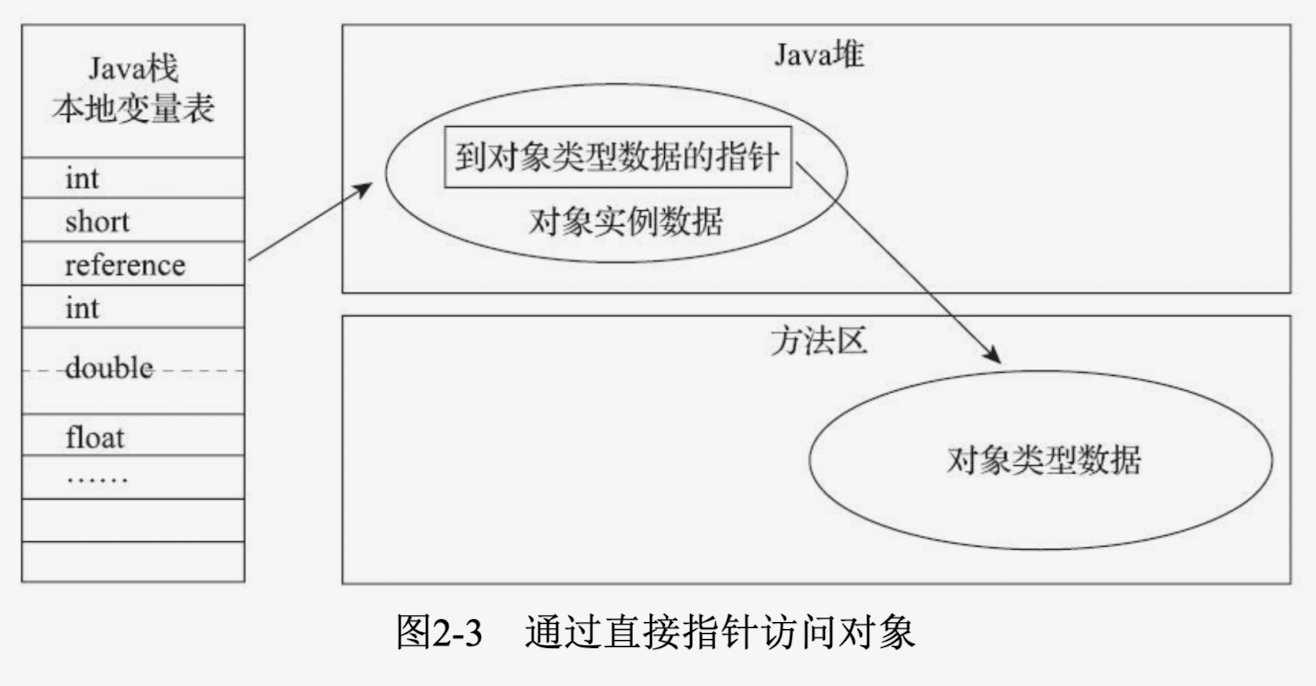 Java栈
本地变量表
int
short
reference
int
double
float
……
Java堆
到对象类型数据的指针
对象实例数据
方法区
对象类型数据
图2-3 通过直接指针访问对象